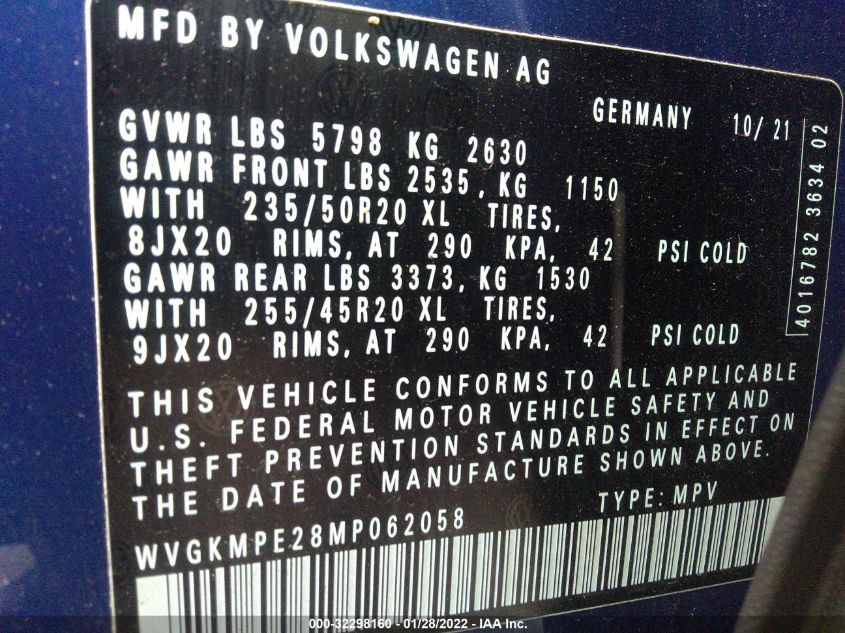 MFD BY VOLKSWAGEN AG
GERMANY 10/21
GVWR LBS 5798 KG 2630
GAWR FRONT LBS 2535, KG 1150
WITH 235/50R20 XL TIRES,
8JX20 RIMS, AT 290 KPA, 42 PSI COLD
GAWR REAR LBS 3373, KG 1530
WITH 255/45R20 XL TIRES,
9JX20 RIMS, AT 290 KPA, 42 PSI COLD
4016782 3634 02
THIS VEHICLE CONFORMS TO ALL APPLICABLE
U.S. FEDERAL MOTOR VEHICLE SAFETY AND
THEFT PREVENTION STANDARDS IN EFFECT ON
THE DATE OF MANUFACTURE SHOWN ABOVE.
TYPE: MPV
WVGKMPE28MP062058
000-32298160 - 01/28/2022 - IAA Inc.